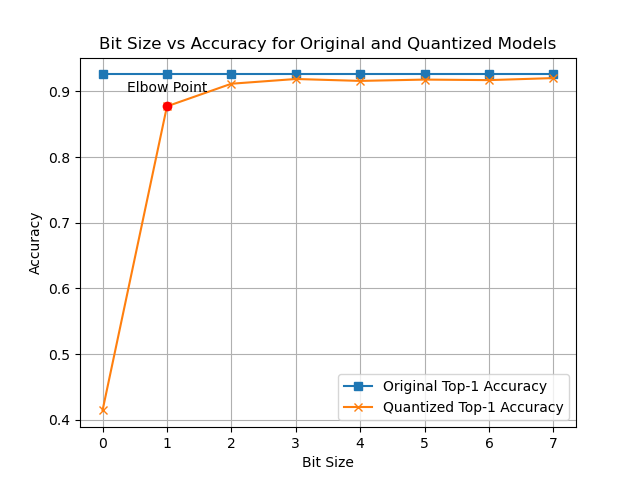 Bit Size vs Accuracy for Original and Quantized Models
Accuracy
0.9
0.8
0.7
0.6
0.5
0.4
Elbow Point
Original Top-1 Accuracy
Quantized Top-1 Accuracy
0 1 2 3 4 5 6 7
Bit Size